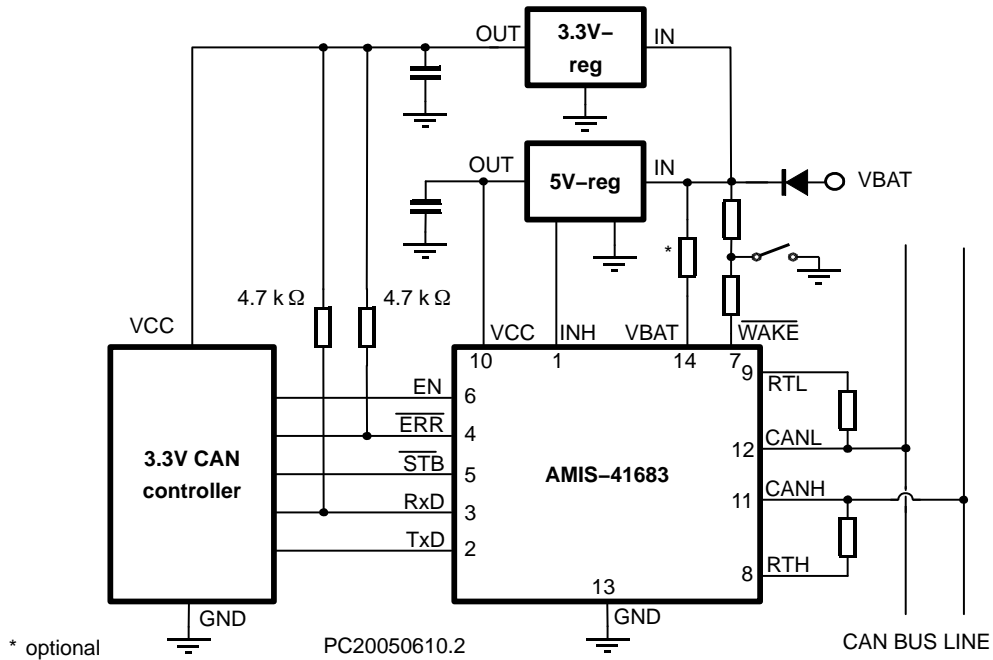 OUT
3.3V–
reg
IN
OUT
5V–reg
IN
VBAT
*
4.7 k Ω
4.7 k Ω
VCC
VCC
INH
VBAT
WAKE
10
1
14
7
EN
6
ERR
4
STB
5
RxD
3
TxD
2
3.3V CAN
controller
AMIS–41683
9
RTL
12
CANL
11
CANH
8
RTH
13
GND
GND
* optional
PC20050610.2
CAN BUS LINE